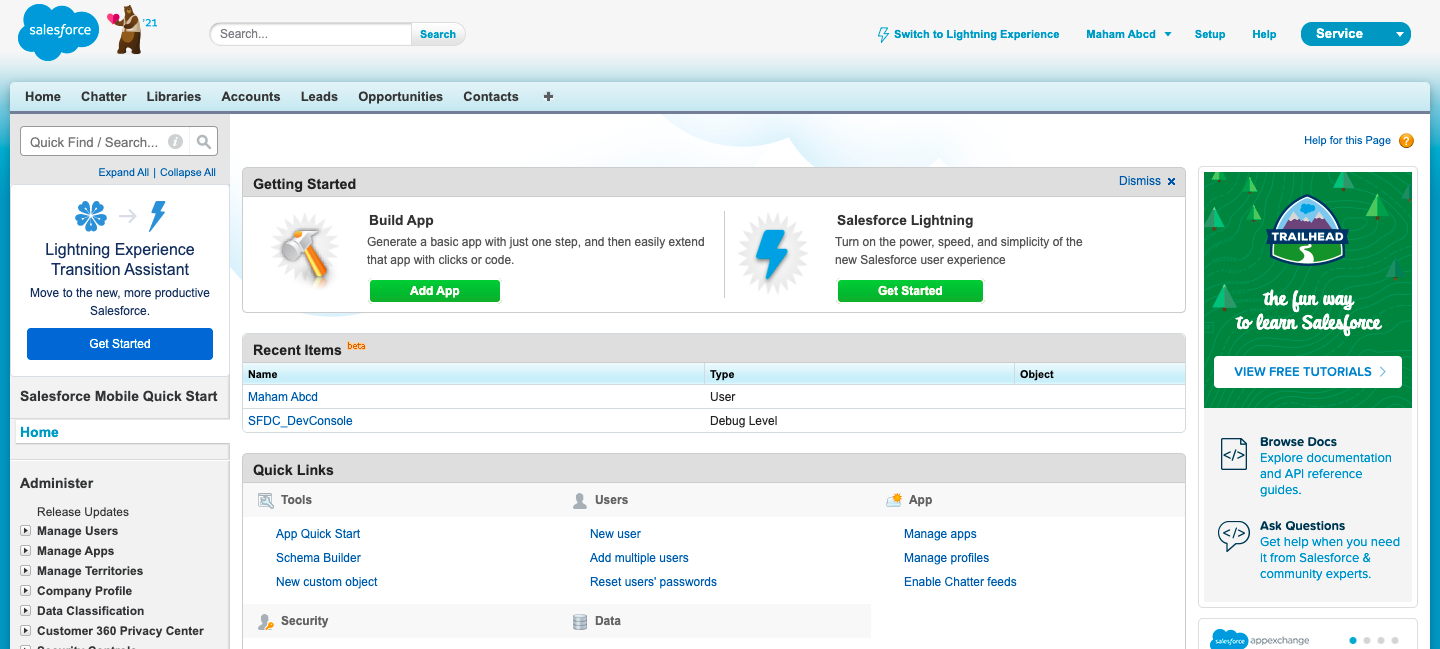 salesforce
'21
Search...
Search
Switch to Lightning Experience
Maham Abcd
Setup
Help
Service
Home
Chatter
Libraries
Accounts
Leads
Opportunities
Contacts
Quick Find / Search...
Expand All | Collapse All
Lightning Experience
Transition Assistant
Move to the new, more productive
Salesforce.
Get Started
Salesforce Mobile Quick Start
Home
Administer
Release Updates
Manage Users
Manage Apps
Manage Territories
Company Profile
Data Classification
Customer 360 Privacy Center
Security Controls
Help for this Page
Getting Started
Dismiss
Build App
Generate a basic app with just one step, and then easily extend
that app with clicks or code.
Add App
Salesforce Lightning
Turn on the power, speed, and simplicity of the
new Salesforce user experience
Get Started
Recent Items beta
Name Type Object
Maham Abcd User
SFDC_DevConsole Debug Level
Quick Links
Tools
App Quick Start
Schema Builder
New custom object
Users
New user
Add multiple users
Reset users' passwords
App
Manage apps
Manage profiles
Enable Chatter feeds
Security
Data
TRAILHEAD
the fun way
to learn Salesforce
VIEW FREE TUTORIALS
Browse Docs
Explore documentation
and API reference
guides.
Ask Questions
Get help when you need
it from Salesforce &
community experts.
salesforce appexchange